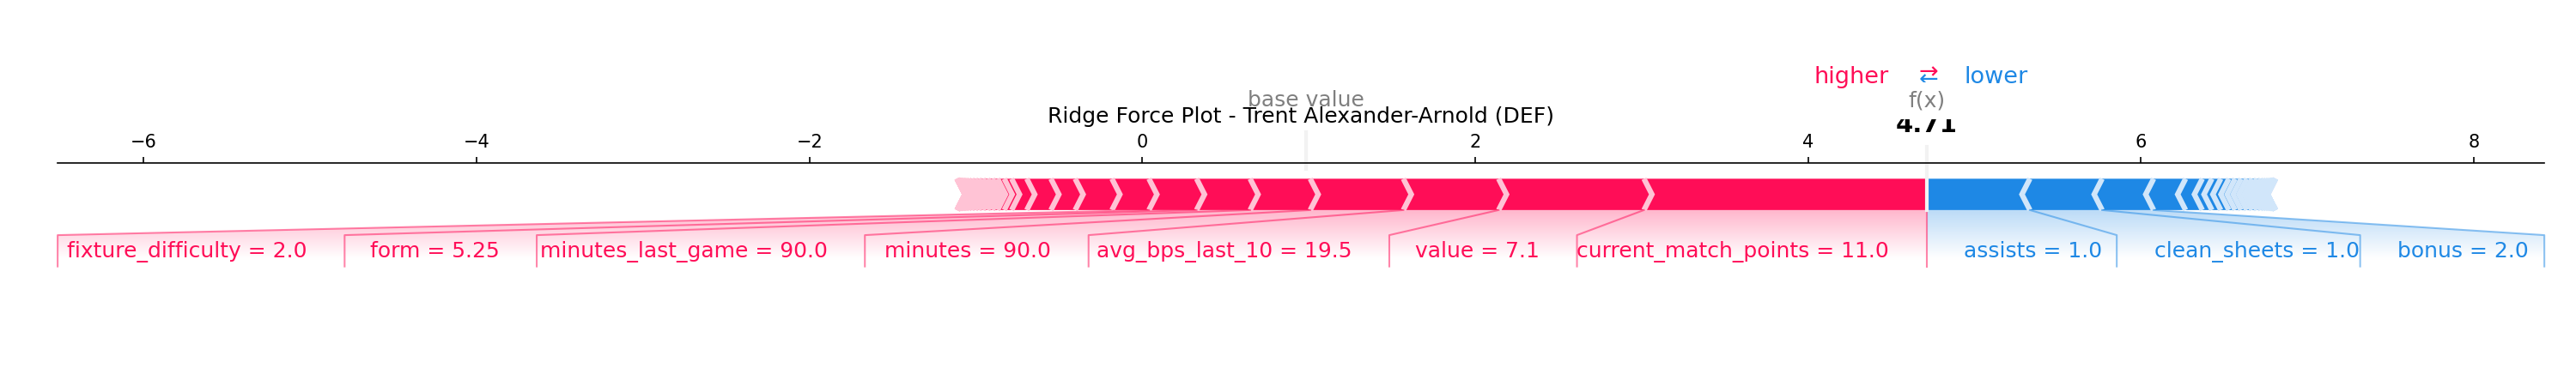 higher ⇄ lower
base value
f(x)
Ridge Force Plot - Trent Alexander-Arnold (DEF)
4.71
−6 −4 −2 0 2 4 6 8
fixture_difficulty = 2.0 form = 5.25 minutes_last_game = 90.0 minutes = 90.0 avg_bps_last_10 = 19.5 value = 7.1 current_match_points = 11.0 assists = 1.0 clean_sheets = 1.0 bonus = 2.0